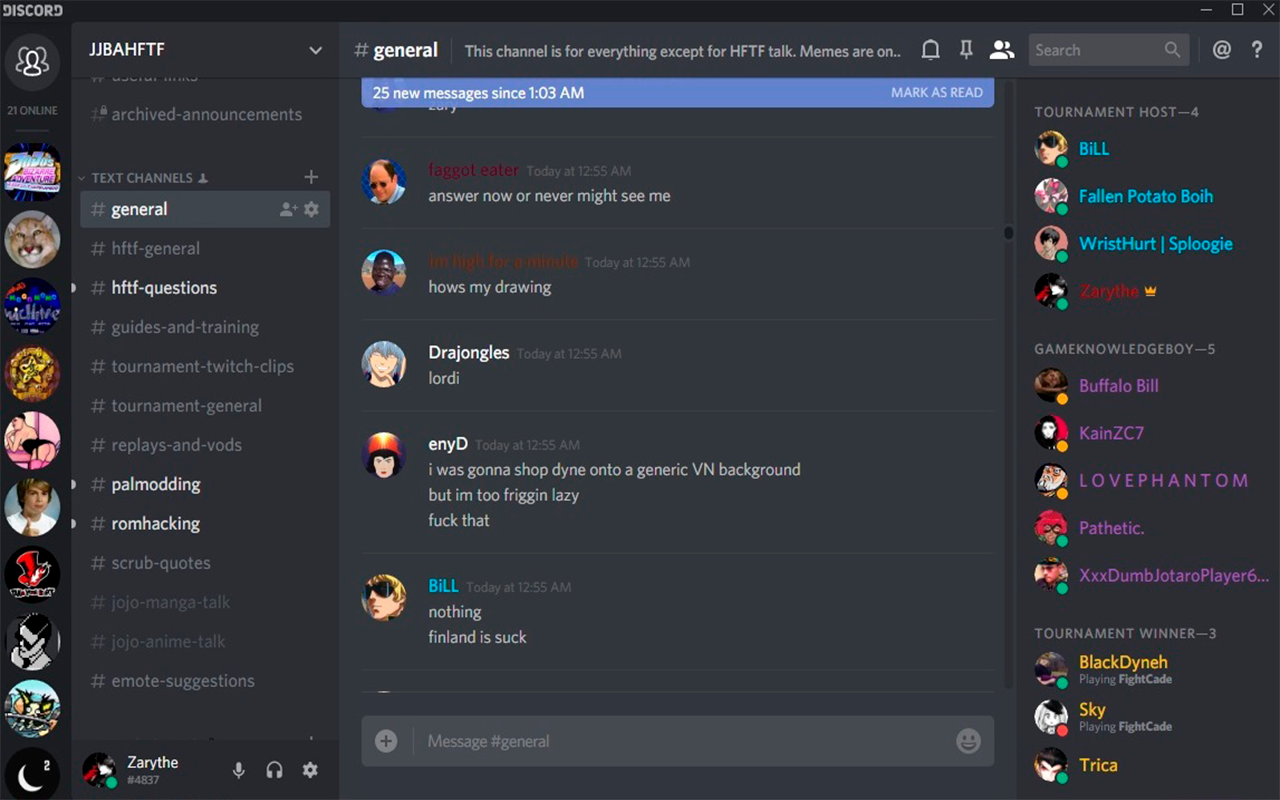 DISCORD
21 ONLINE
2
JJBAHFTF
useful-links
archived-announcements
TEXT CHANNELS
+
# general
# hftf-general
# hftf-questions
# guides-and-training
# tournament-twitch-clips
# tournament-general
# replays-and-vods
# palmodding
# romhacking
# scrub-quotes
# jojo-manga-talk
# jojo-anime-talk
# emote-suggestions
Zarythe
#4837
# general
This channel is for everything except for HFTF talk. Memes are on..
Search
@ ?
25 new messages since 1:03 AM MARK AS READ
zary
faggot eater Today at 12:55 AM
answer now or never might see me
im high for a minute Today at 12:55 AM
hows my drawing
Drajongles Today at 12:55 AM
lordi
enyD Today at 12:55 AM
i was gonna shop dyne onto a generic VN background
but im too friggin lazy
fuck that
BiLL Today at 12:55 AM
nothing
finland is suck
Message #general
TOURNAMENT HOST—4
BiLL
Fallen Potato Boih
WristHurt | Sploogie
Zarythe
GAMEKNOWLEDGEBOY—5
Buffalo Bill
KainZC7
L O V E P H A N T O M
Pathetic.
XxxDumbJotaroPlayer6...
TOURNAMENT WINNER—3
BlackDyneh
Playing FightCade
Sky
Playing FightCade
Trica